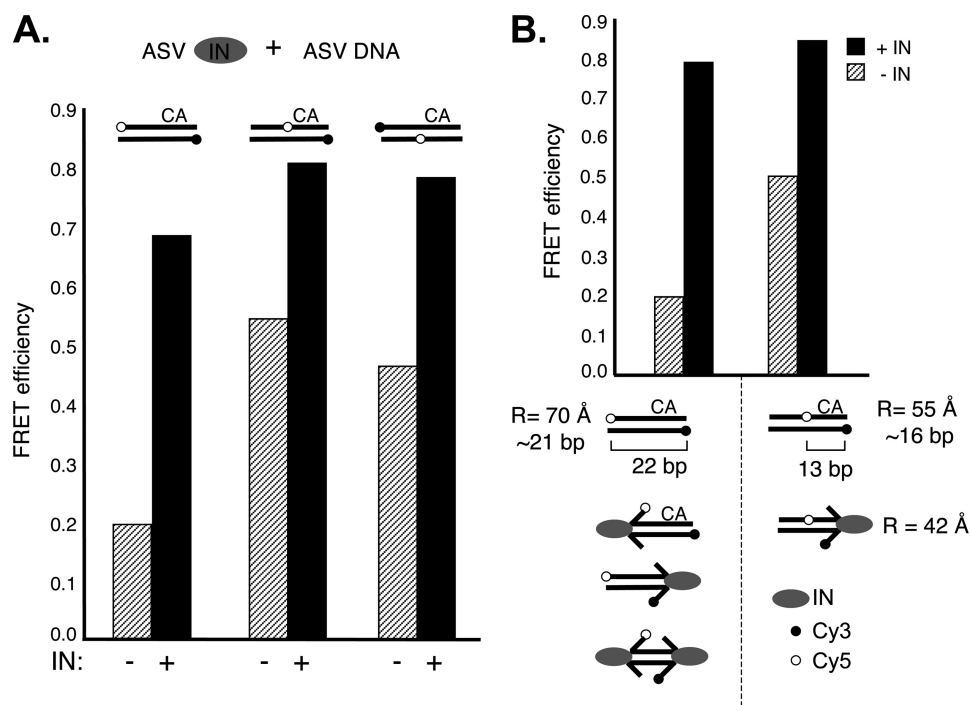 A.
ASV IN + ASV DNA
FRET efficiency
0.9
0.8
0.7
0.6
0.5
0.4
0.3
0.2
0.1
0.0
CA
CA
CA
IN: - + - + - +
B.
FRET efficiency
0.9
0.8
0.7
0.6
0.5
0.4
0.3
0.2
0.1
0.0
+ IN
- IN
R= 70 Å
~21 bp
CA
22 bp
CA
R= 55 Å
~16 bp
13 bp
CA
R = 42 Å
IN
Cy3
Cy5